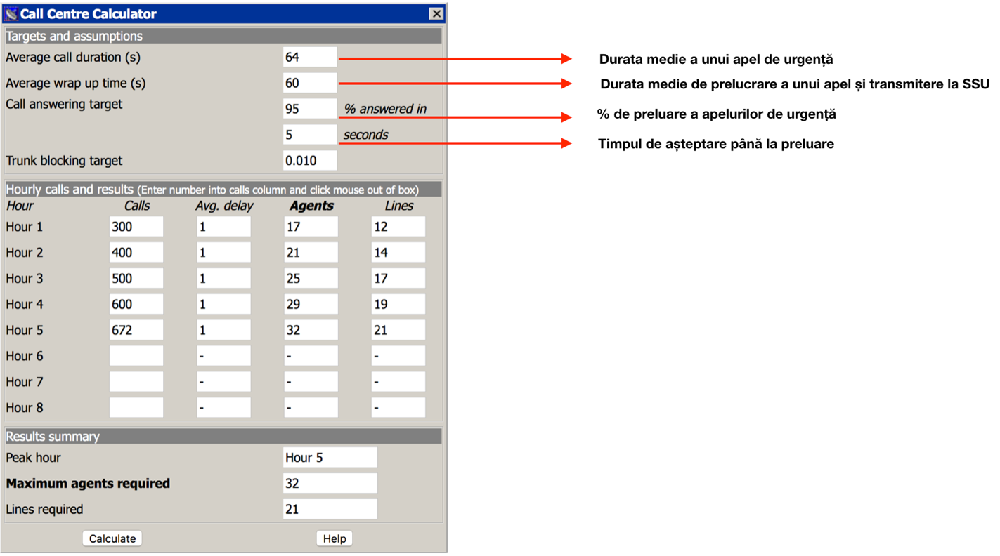 Call Centre Calculator
Targets and assumptions
Average call duration (s) 64 Durata medie a unui apel de urgență
Average wrap up time (s) 60 Durata medie de prelucrare a unui apel și transmitere la SSU
Call answering target 95 % answered in % de preluare a apelurilor de urgență
5 seconds Timpul de așteptare până la preluare
Trunk blocking target 0.010
Hourly calls and results (Enter number into calls column and click mouse out of box)
Hour Calls Avg. delay Agents Lines
Hour 1 300 1 17 12
Hour 2 400 1 21 14
Hour 3 500 1 25 17
Hour 4 600 1 29 19
Hour 5 672 1 32 21
Hour 6 - - -
Hour 7 - - -
Hour 8 - - -
Results summary
Peak hour Hour 5
Maximum agents required 32
Lines required 21
Calculate Help